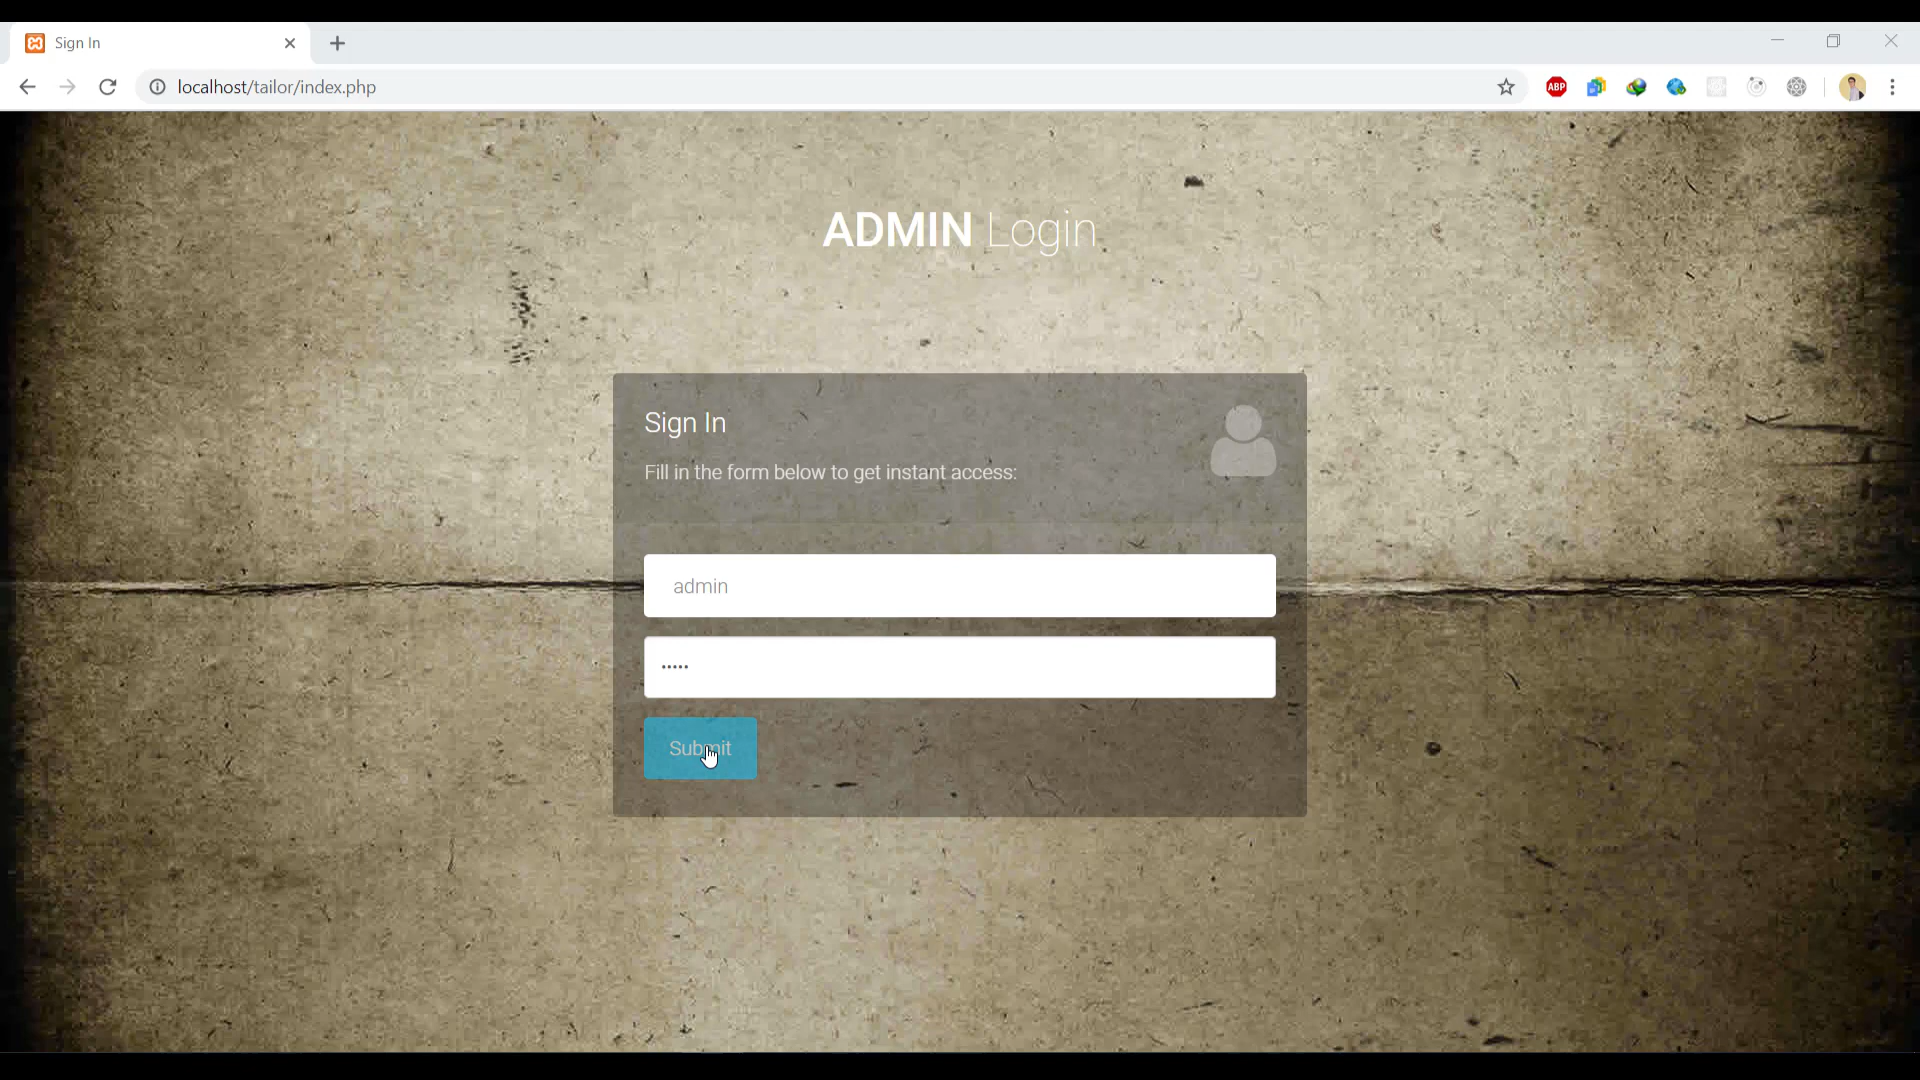 Sign In
localhost/tailor/index.php
ABP
ADMIN Login
Sign In
Fill in the form below to get instant access:
admin
•••••
Submit